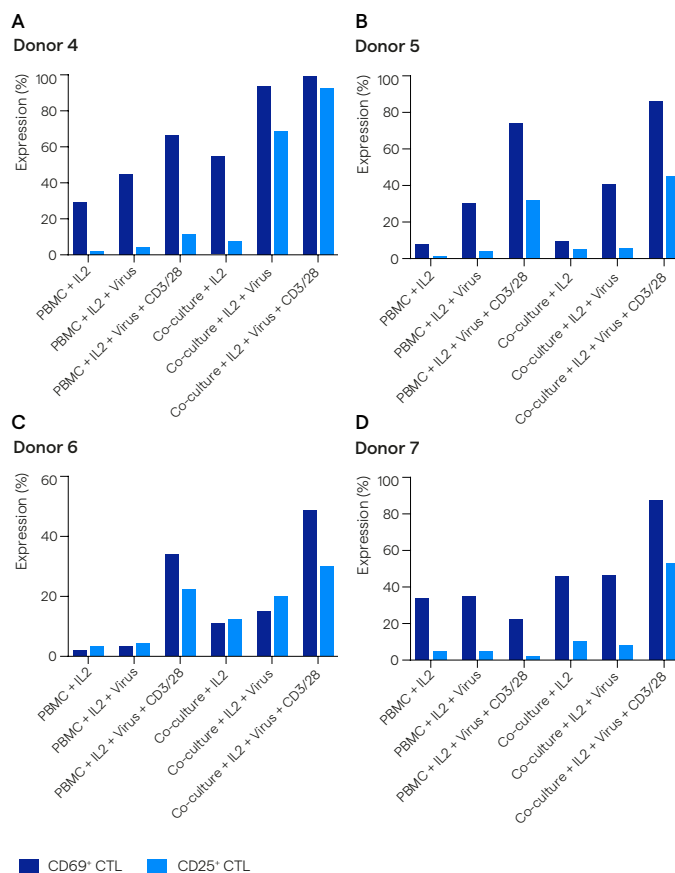 A
Donor 4
Expression (%)
100
80
60
40
20
0
PBMC + IL2
PBMC + IL2 + Virus
PBMC + IL2 + Virus + CD3/28
Co-culture + IL2
Co-culture + IL2 + Virus
Co-culture + IL2 + Virus + CD3/28
B
Donor 5
Expression (%)
100
80
60
40
20
0
PBMC + IL2
PBMC + IL2 + Virus
PBMC + IL2 + Virus + CD3/28
Co-culture + IL2
Co-culture + IL2 + Virus
Co-culture + IL2 + Virus + CD3/28
C
Donor 6
Expression (%)
60
40
20
0
PBMC + IL2
PBMC + IL2 + Virus
PBMC + IL2 + Virus + CD3/28
Co-culture + IL2
Co-culture + IL2 + Virus
Co-culture + IL2 + Virus + CD3/28
D
Donor 7
Expression (%)
100
80
60
40
20
0
PBMC + IL2
PBMC + IL2 + Virus
PBMC + IL2 + Virus + CD3/28
Co-culture + IL2
Co-culture + IL2 + Virus
Co-culture + IL2 + Virus + CD3/28
CD69⁺ CTL
CD25⁺ CTL